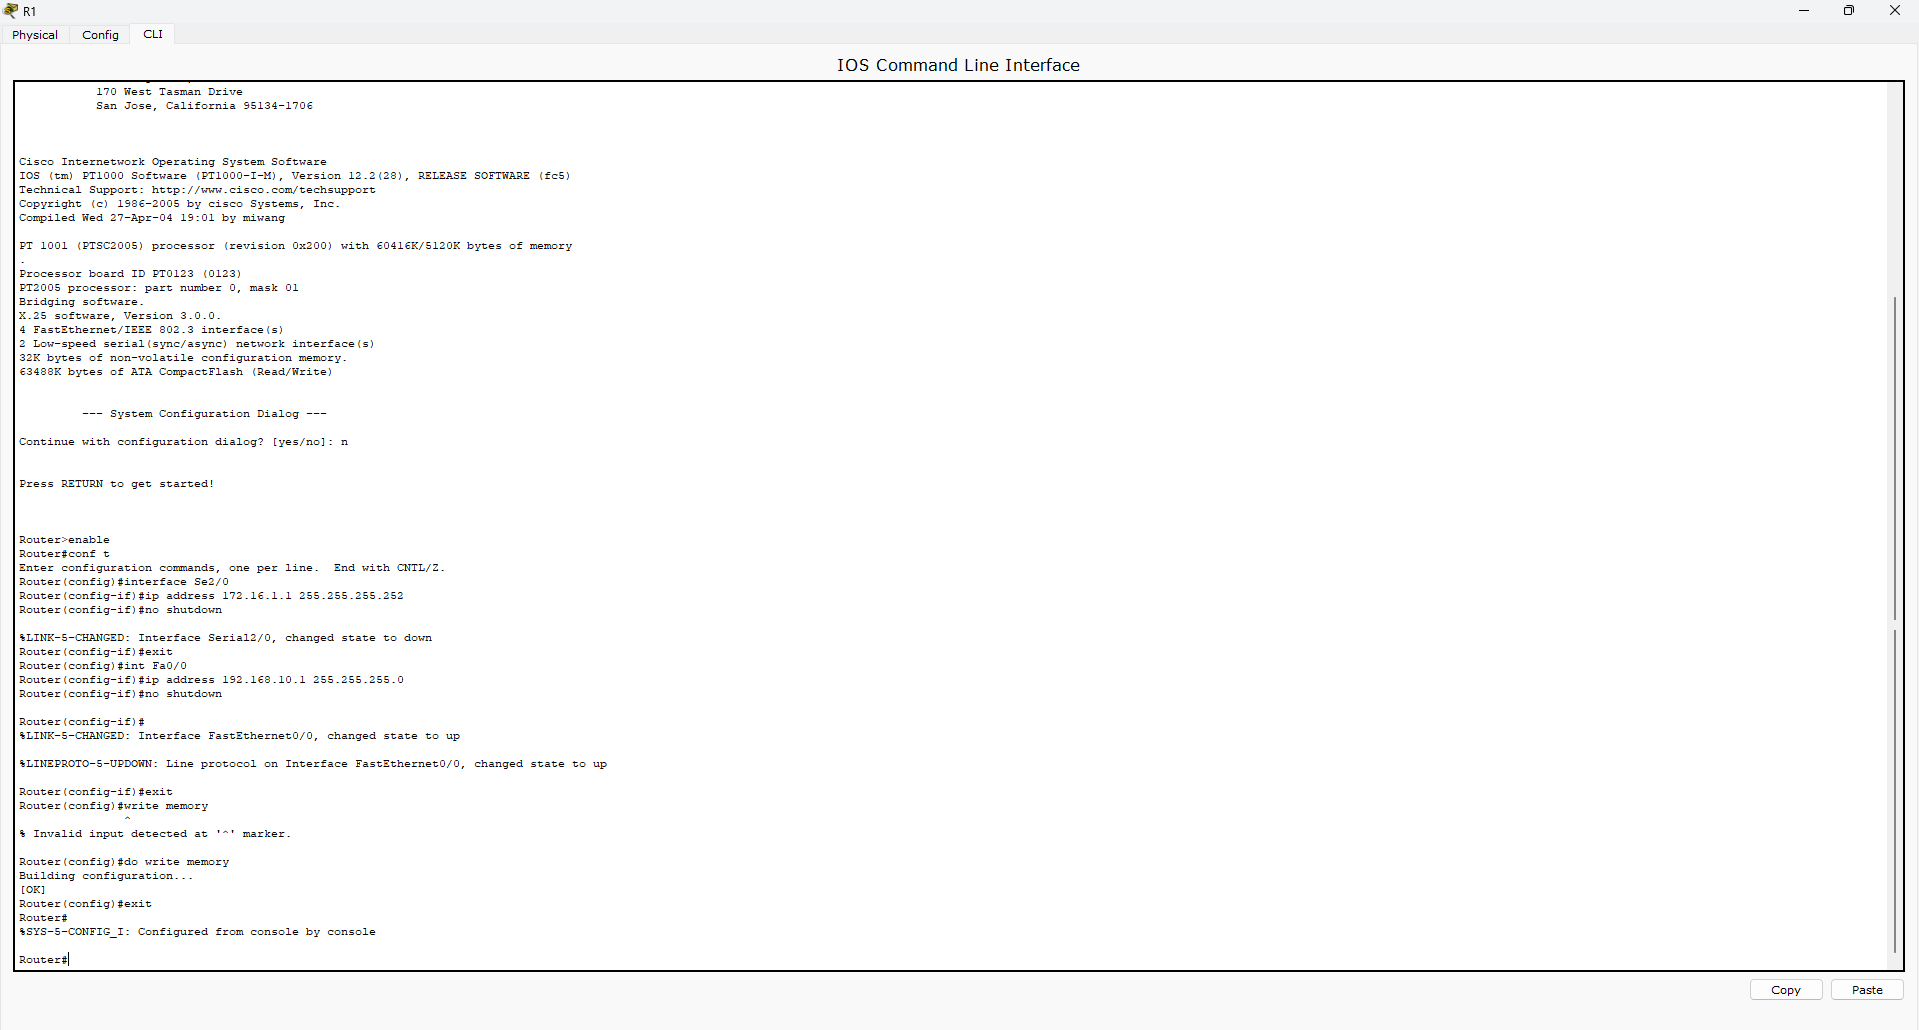 R1
Physical Config CLI
IOS Command Line Interface
170 West Tasman Drive
San Jose, California 95134-1706
Cisco Internetwork Operating System Software
IOS (tm) PT1000 Software (PT1000-I-M), Version 12.2(28), RELEASE SOFTWARE (fc5)
Technical Support: http://www.cisco.com/techsupport
Copyright (c) 1986-2005 by cisco Systems, Inc.
Compiled Wed 27-Apr-04 19:01 by miwang
PT 1001 (PTSC2005) processor (revision 0x200) with 60416K/5120K bytes of memory
.
Processor board ID PT0123 (0123)
PT2005 processor: part number 0, mask 01
Bridging software.
X.25 software, Version 3.0.0.
4 FastEthernet/IEEE 802.3 interface(s)
2 Low-speed serial(sync/async) network interface(s)
32K bytes of non-volatile configuration memory.
63488K bytes of ATA CompactFlash (Read/Write)
--- System Configuration Dialog ---
Continue with configuration dialog? [yes/no]: n
Press RETURN to get started!
Router>enable
Router#conf t
Enter configuration commands, one per line.  End with CNTL/Z.
Router(config)#interface Se2/0
Router(config-if)#ip address 172.16.1.1 255.255.255.252
Router(config-if)#no shutdown
%LINK-5-CHANGED: Interface Serial2/0, changed state to down
Router(config-if)#exit
Router(config)#int Fa0/0
Router(config-if)#ip address 192.168.10.1 255.255.255.0
Router(config-if)#no shutdown
Router(config-if)#
%LINK-5-CHANGED: Interface FastEthernet0/0, changed state to up
%LINEPROTO-5-UPDOWN: Line protocol on Interface FastEthernet0/0, changed state to up
Router(config-if)#exit
Router(config)#write memory
^
% Invalid input detected at '^' marker.
Router(config)#do write memory
Building configuration...
[OK]
Router(config)#exit
Router#
%SYS-5-CONFIG_I: Configured from console by console
Router#
Copy Paste